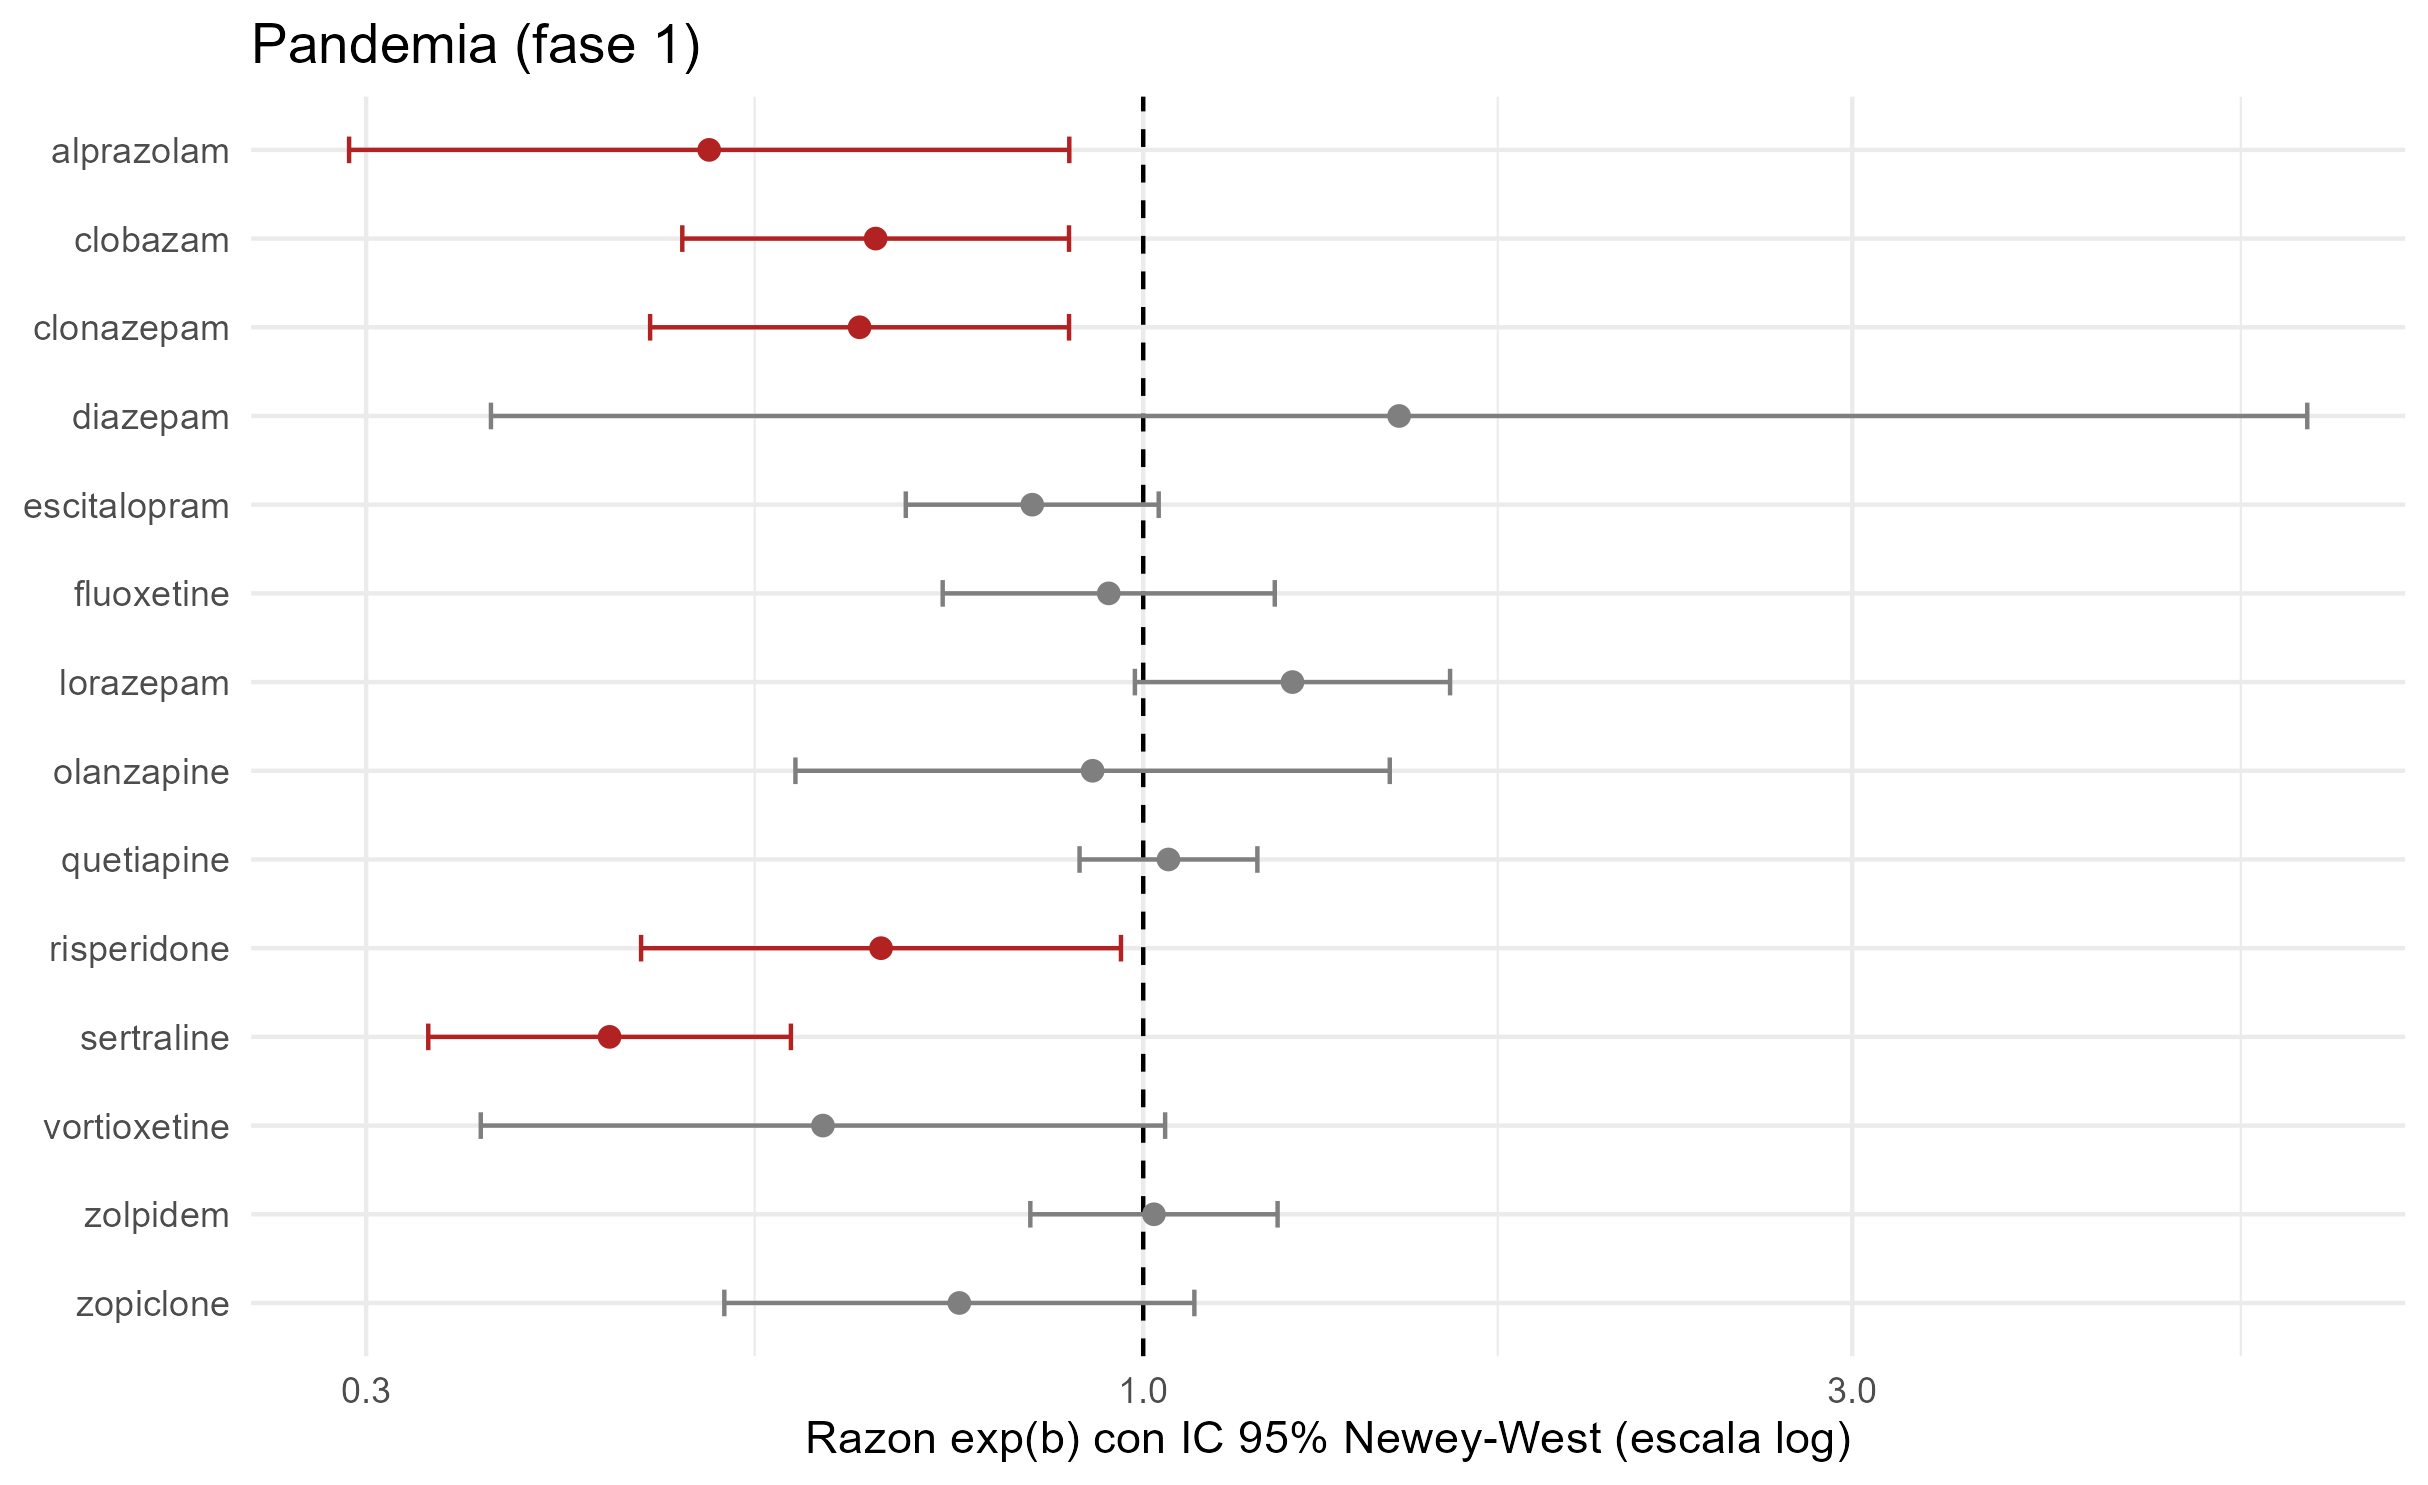 Pandemia (fase 1)
alprazolam
clobazam
clonazepam
diazepam
escitalopram
fluoxetine
lorazepam
olanzapine
quetiapine
risperidone
sertraline
vortioxetine
zolpidem
zopiclone
0.3 1.0 3.0
Razon exp(b) con IC 95% Newey-West (escala log)